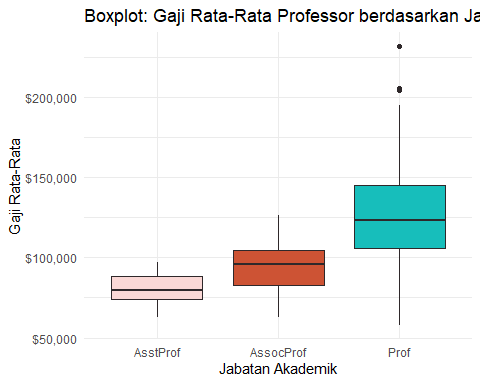 Boxplot: Gaji Rata-Rata Professor berdasarkan Ja
Gaji Rata-Rata
$200,000
$150,000
$100,000
$50,000
AsstProf
AssocProf
Prof
Jabatan Akademik